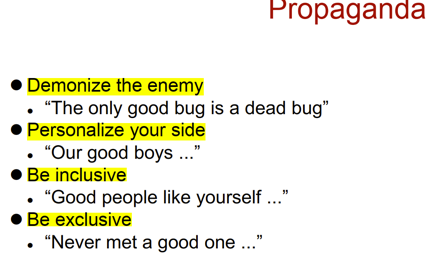 Propaganda
● Demonize the enemy
• “The only good bug is a dead bug”
● Personalize your side
• “Our good boys ...”
● Be inclusive
• “Good people like yourself ...”
● Be exclusive
• “Never met a good one ...”